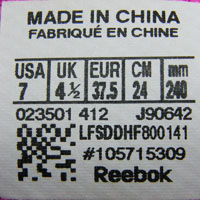 MADE IN CHINA
FABRIQUÉ EN CHINE
USA UK EUR CM mm
7 4½ 37.5 24 240
023501 412 J90642
LFSDDHF800141
#105715309
Reebok